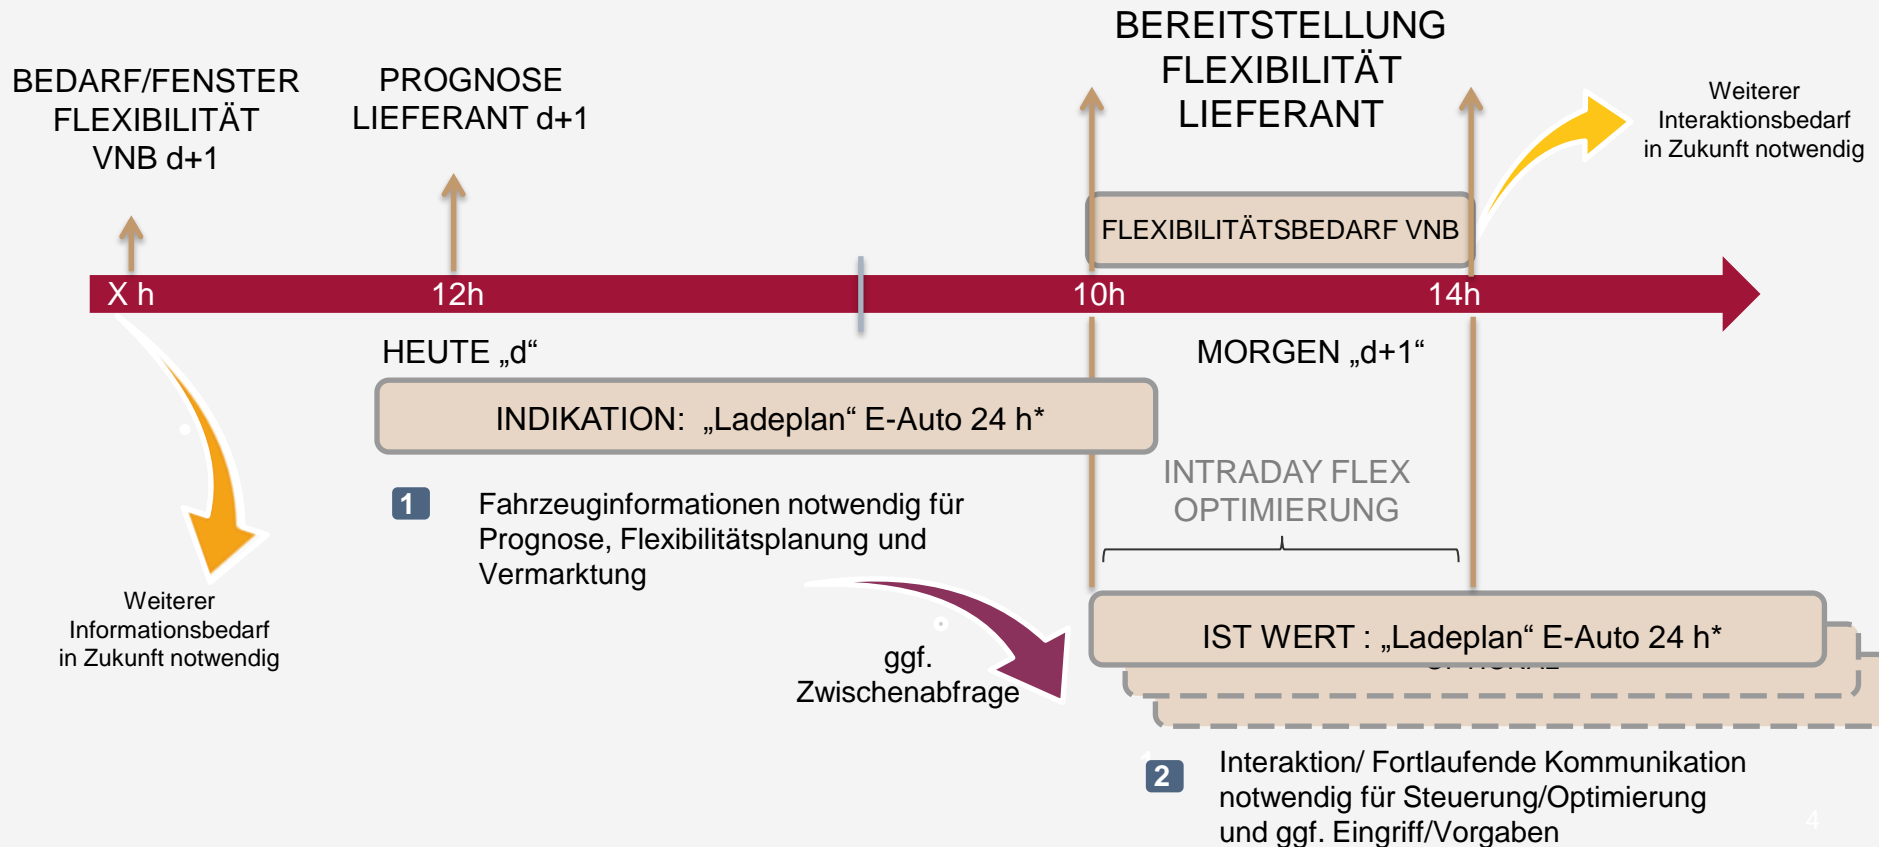 BEDARF/FENSTER
FLEXIBILITÄT
VNB d+1
PROGNOSE
LIEFERANT d+1
BEREITSTELLUNG
FLEXIBILITÄT
LIEFERANT
Weiterer
Interaktionsbedarf
in Zukunft notwendig
FLEXIBILITÄTSBEDARF VNB
X h
12h
10h
14h
HEUTE „d“
MORGEN „d+1“
INDIKATION: „Ladeplan“ E-Auto 24 h*
INTRADAY FLEX
OPTIMIERUNG
1
Fahrzeuginformationen notwendig für
Prognose, Flexibilitätsplanung und
Vermarktung
Weiterer
Informationsbedarf
in Zukunft notwendig
ggf.
Zwischenabfrage
IST WERT : „Ladeplan“ E-Auto 24 h*
2
Interaktion/ Fortlaufende Kommunikation
notwendig für Steuerung/Optimierung
und ggf. Eingriff/Vorgaben
4